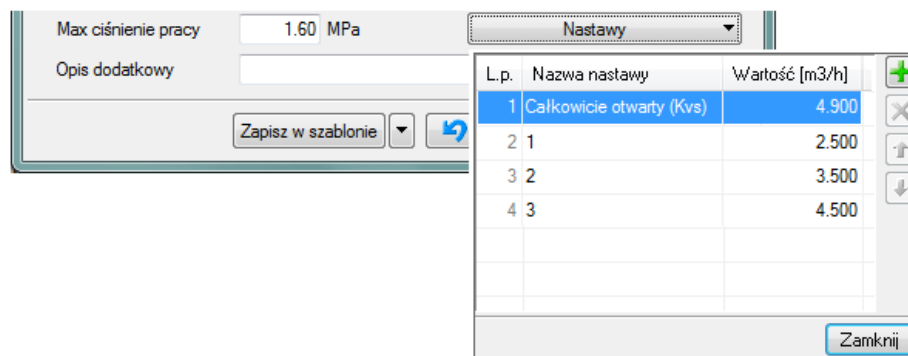 Max ciśnienie pracy 1.60 MPa Nastawy
Opis dodatkowy
Zapisz w szablonie
L.p. Nazwa nastawy Wartość [m3/h]
1 Całkowicie otwarty (Kvs) 4.900
2 1 2.500
3 2 3.500
4 3 4.500
Zamknij